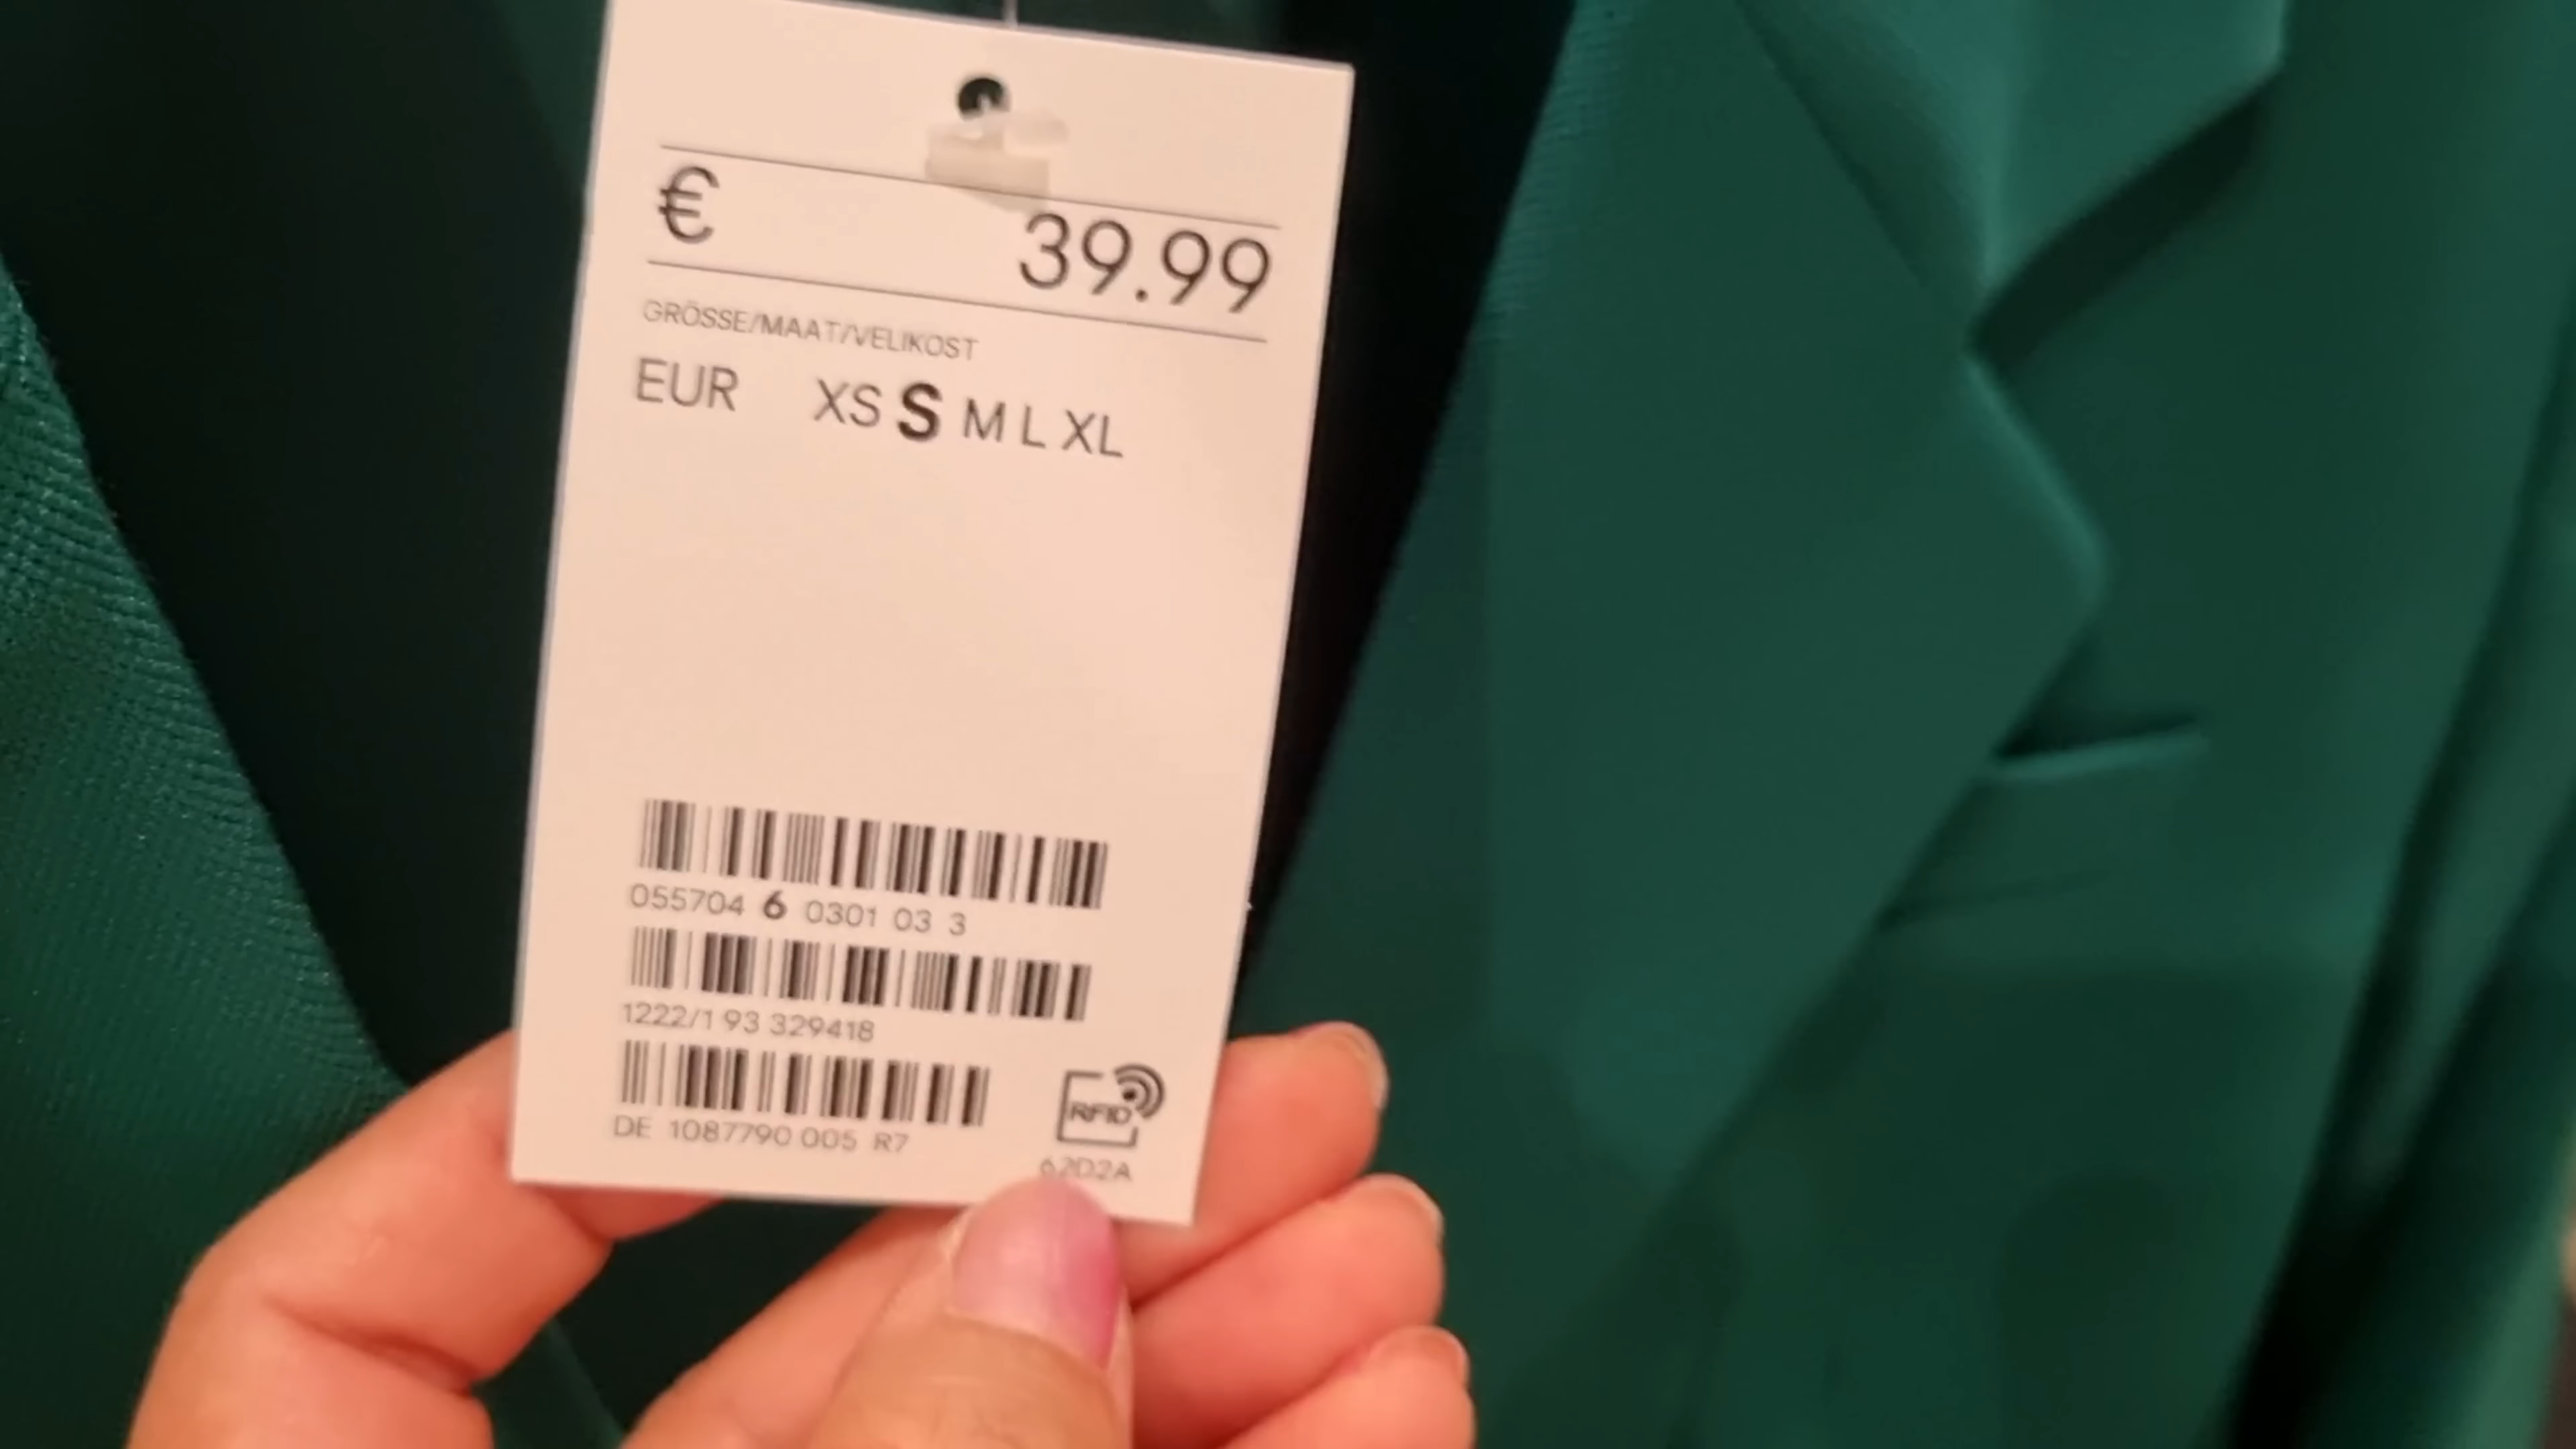 € 39.99
GRÖSSE/MAAT/VELIKOST
EUR XS S M L XL
055704 6 0301 03 3
1222/1 93 329418
DE 1087790 005 R7
RFID
62D2A